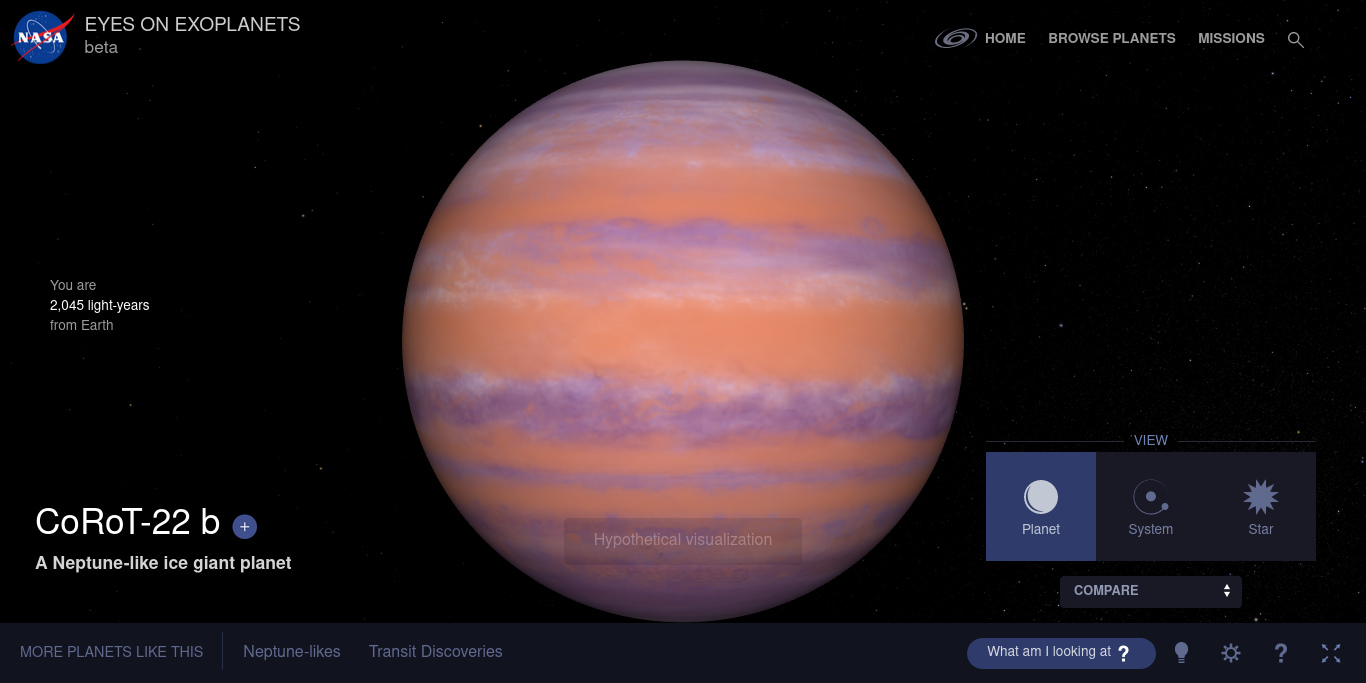 NASA
EYES ON EXOPLANETS
beta
HOME
BROWSE PLANETS
MISSIONS
You are
2,045 light-years
from Earth
Hypothetical visualization
CoRoT-22 b +
A Neptune-like ice giant planet
VIEW
Planet
System
Star
COMPARE
MORE PLANETS LIKE THIS
Neptune-likes
Transit Discoveries
What am I looking at ?
?